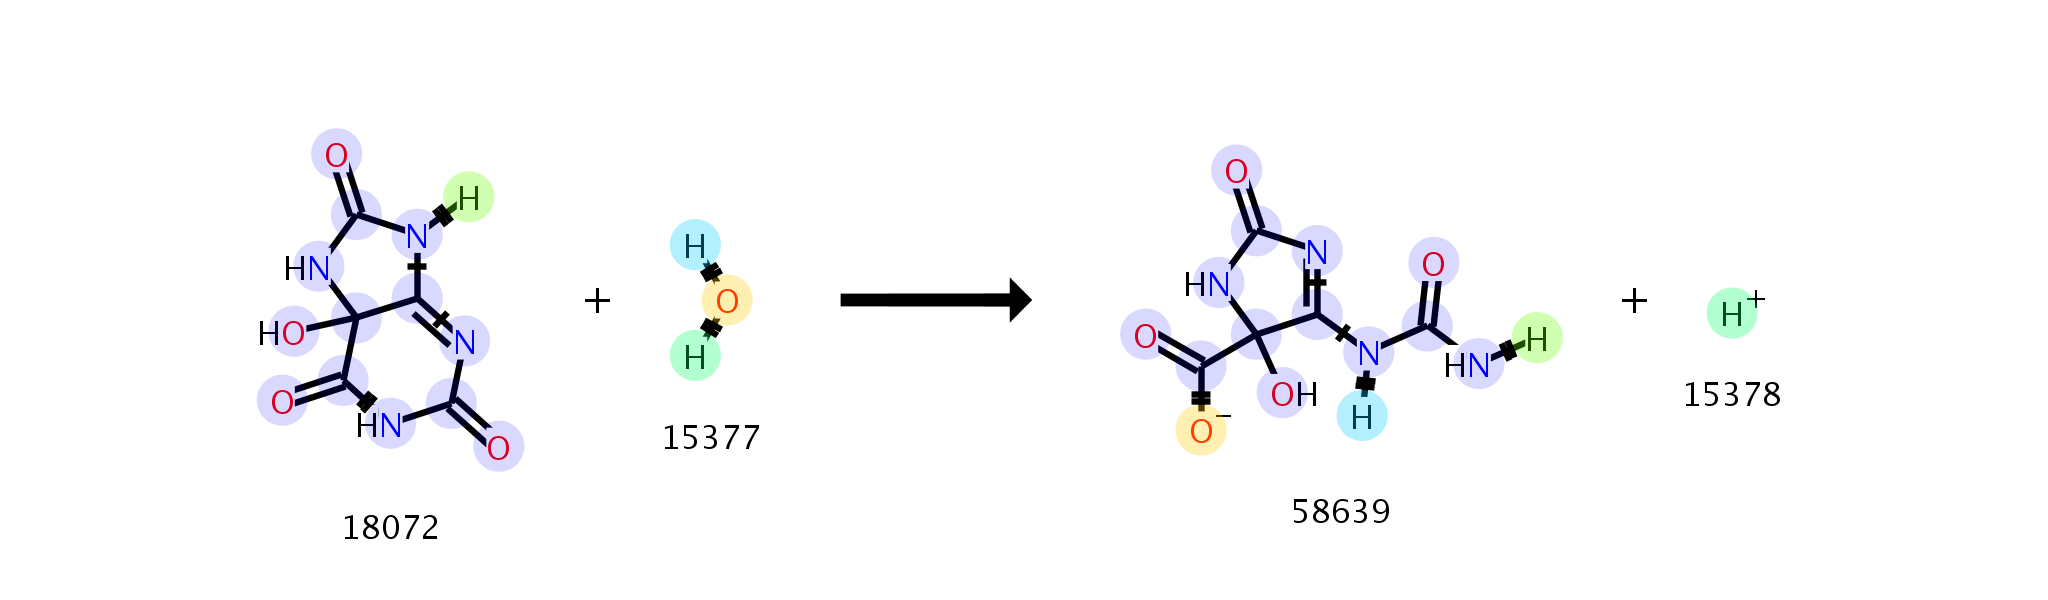 O
N H
HN
HO N
O HN O
18072
+
H
O
H
15377
O
N
HN O
O N HN H
OH
O− H
58639
+
H+
15378